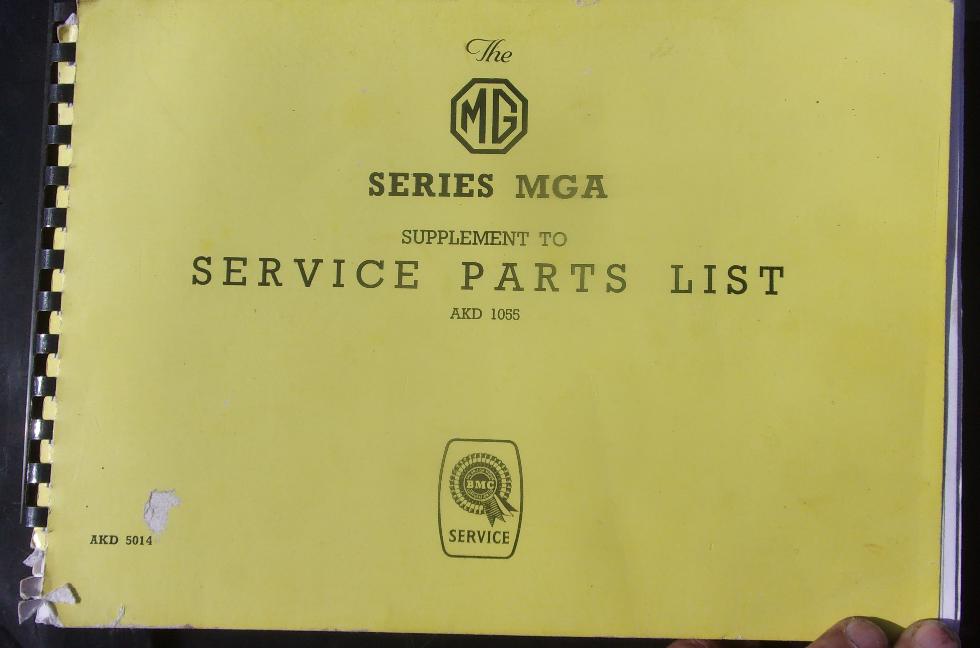 The
MG
SERIES MGA
SUPPLEMENT TO
SERVICE PARTS LIST
AKD 1055
BMC
SERVICE
AKD 5014